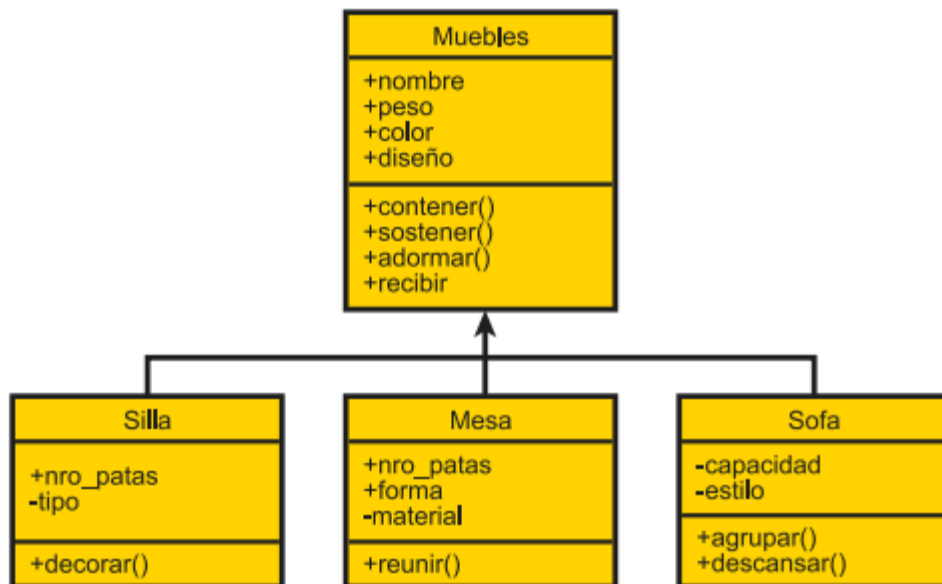 Muebles
+nombre
+peso
+color
+diseño
+contener()
+sostener()
+adormar()
+recibir
Silla
+nro_patas
-tipo
+decorar()
Mesa
+nro_patas
+forma
-material
+reunir()
Sofa
-capacidad
-estilo
+agrupar()
+descansar()